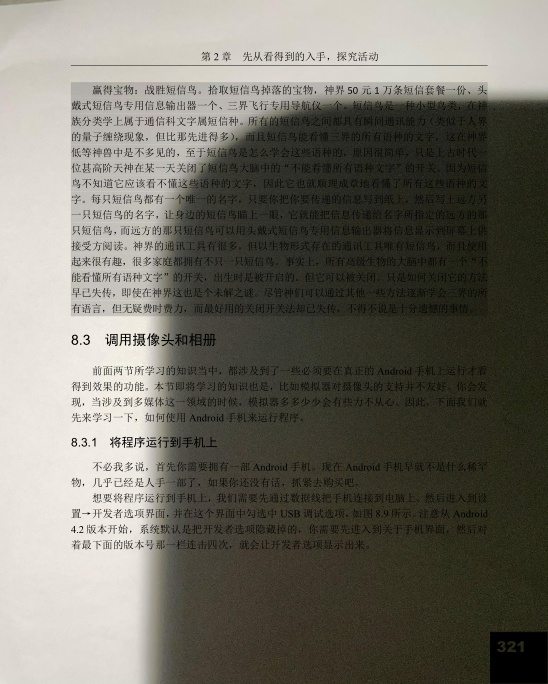 第 2 章 先从看得到的入手，探究活动
赢得宝物：战胜短信鸟。拾取短信鸟掉落的宝物，神界 50 元 1 万条短信套餐一份、头
戴式短信鸟专用信息输出器一个、三界飞行专用导航仪一个。短信鸟是一种小型鸟类，在神
族分类学上属于通信科文字属短信种。所有的短信鸟之间都具有瞬间通讯能力（类似于人界
的量子缠绕现象，但比那先进得多），而且短信鸟能看懂三界的所有语种的文字，这在神界
低等神兽中是不多见的，至于短信鸟是怎么学会这些语种的，原因很简单，只是上古时代一
位甚高阶天神在某一天关闭了短信鸟大脑中的“不能看懂所有语种文字”的开关，因为短信
鸟不知道它应该看不懂这些语种的文字，因此它也就顺理成章地看懂了所有这些语种的文
字。每只短信鸟都有一个唯一的名字，只要你把你要传递的信息写到纸上，然后写上远方另
一只短信鸟的名字，让身边的短信鸟瞄上一眼，它就能把信息传递给名字所指定的远方的那
只短信鸟，而远方的那只短信鸟可以用头戴式短信鸟专用信息输出器将信息显示到屏幕上供
接受方阅读。神界的通讯工具有很多，但以生物形式存在的通讯工具唯有短信鸟，而且使用
起来很有趣，很多家庭都拥有不只一只短信鸟。事实上，所有高级生物的大脑中都有一个“不
能看懂所有语种文字”的开关，出生时是被开启的，但它可以被关闭，只是如何关闭它的方法
早已失传，即使在神界这也是个未解之谜。尽管神们可以通过其他一些方法逐渐学会三界的所
有语言，但无疑费时费力，而最好用的关闭开关法却已失传，不得不说是十分遗憾的事情。
8.3 调用摄像头和相册
前面两节所学习的知识当中，都涉及到了一些必须要在真正的 Android 手机上运行才看
得到效果的功能。本节即将学习的知识也是，比如模拟器对摄像头的支持并不友好。你会发
现，当涉及到多媒体这一领域的时候，模拟器多多少少会有些力不从心。因此，下面我们就
先来学习一下，如何使用 Android 手机来运行程序。
8.3.1 将程序运行到手机上
不必我多说，首先你需要拥有一部 Android 手机。现在 Android 手机早就不是什么稀罕
物，几乎已经是人手一部了，如果你还没有话，抓紧去购买吧。
想要将程序运行到手机上，我们需要先通过数据线把手机连接到电脑上。然后进入到设
置→开发者选项界面，并在这个界面中勾选中 USB 调试选项，如图 8.9 所示。注意从 Android
4.2 版本开始，系统默认是把开发者选项隐藏掉的，你需要先进入到关于手机界面，然后对
着最下面的版本号那一栏连击四次，就会让开发者选项显示出来。
321